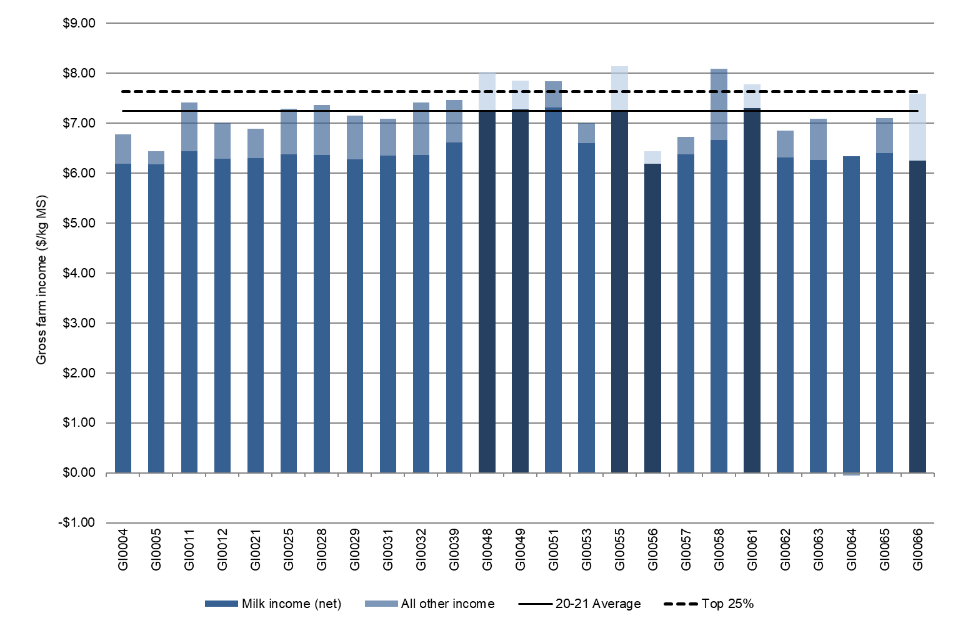 $9.00
$8.00
$7.00
$6.00
$5.00
$4.00
$3.00
$2.00
$1.00
$0.00
-$1.00
Gross farm income ($/kg MS)
GI0004
GI0005
GI0011
GI0012
GI0021
GI0025
GI0028
GI0029
GI0031
GI0032
GI0039
GI0048
GI0049
GI0051
GI0053
GI0055
GI0056
GI0057
GI0058
GI0061
GI0062
GI0063
GI0064
GI0065
GI0066
Milk income (net) All other income 20-21 Average Top 25%